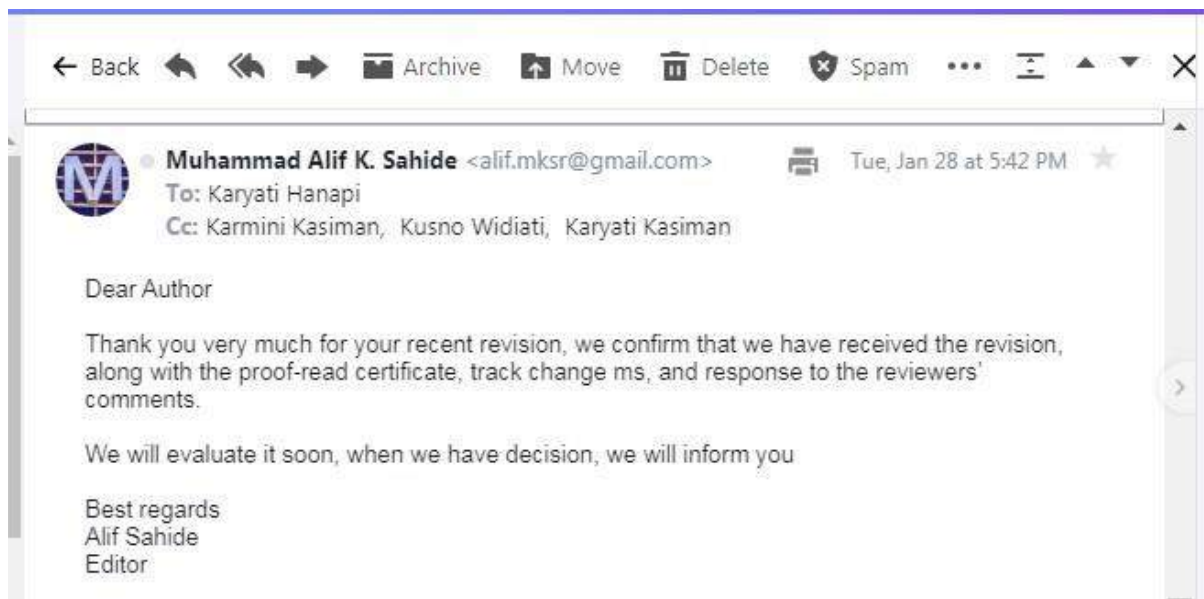 ← Back Archive Move Delete Spam •••
M
Muhammad Alif K. Sahide <alif.mksr@gmail.com> Tue, Jan 28 at 5:42 PM
To: Karyati Hanapi
Cc: Karmini Kasiman, Kusno Widiati, Karyati Kasiman
Dear Author
Thank you very much for your recent revision, we confirm that we have received the revision,
along with the proof-read certificate, track change ms, and response to the reviewers'
comments.
We will evaluate it soon, when we have decision, we will inform you
Best regards
Alif Sahide
Editor